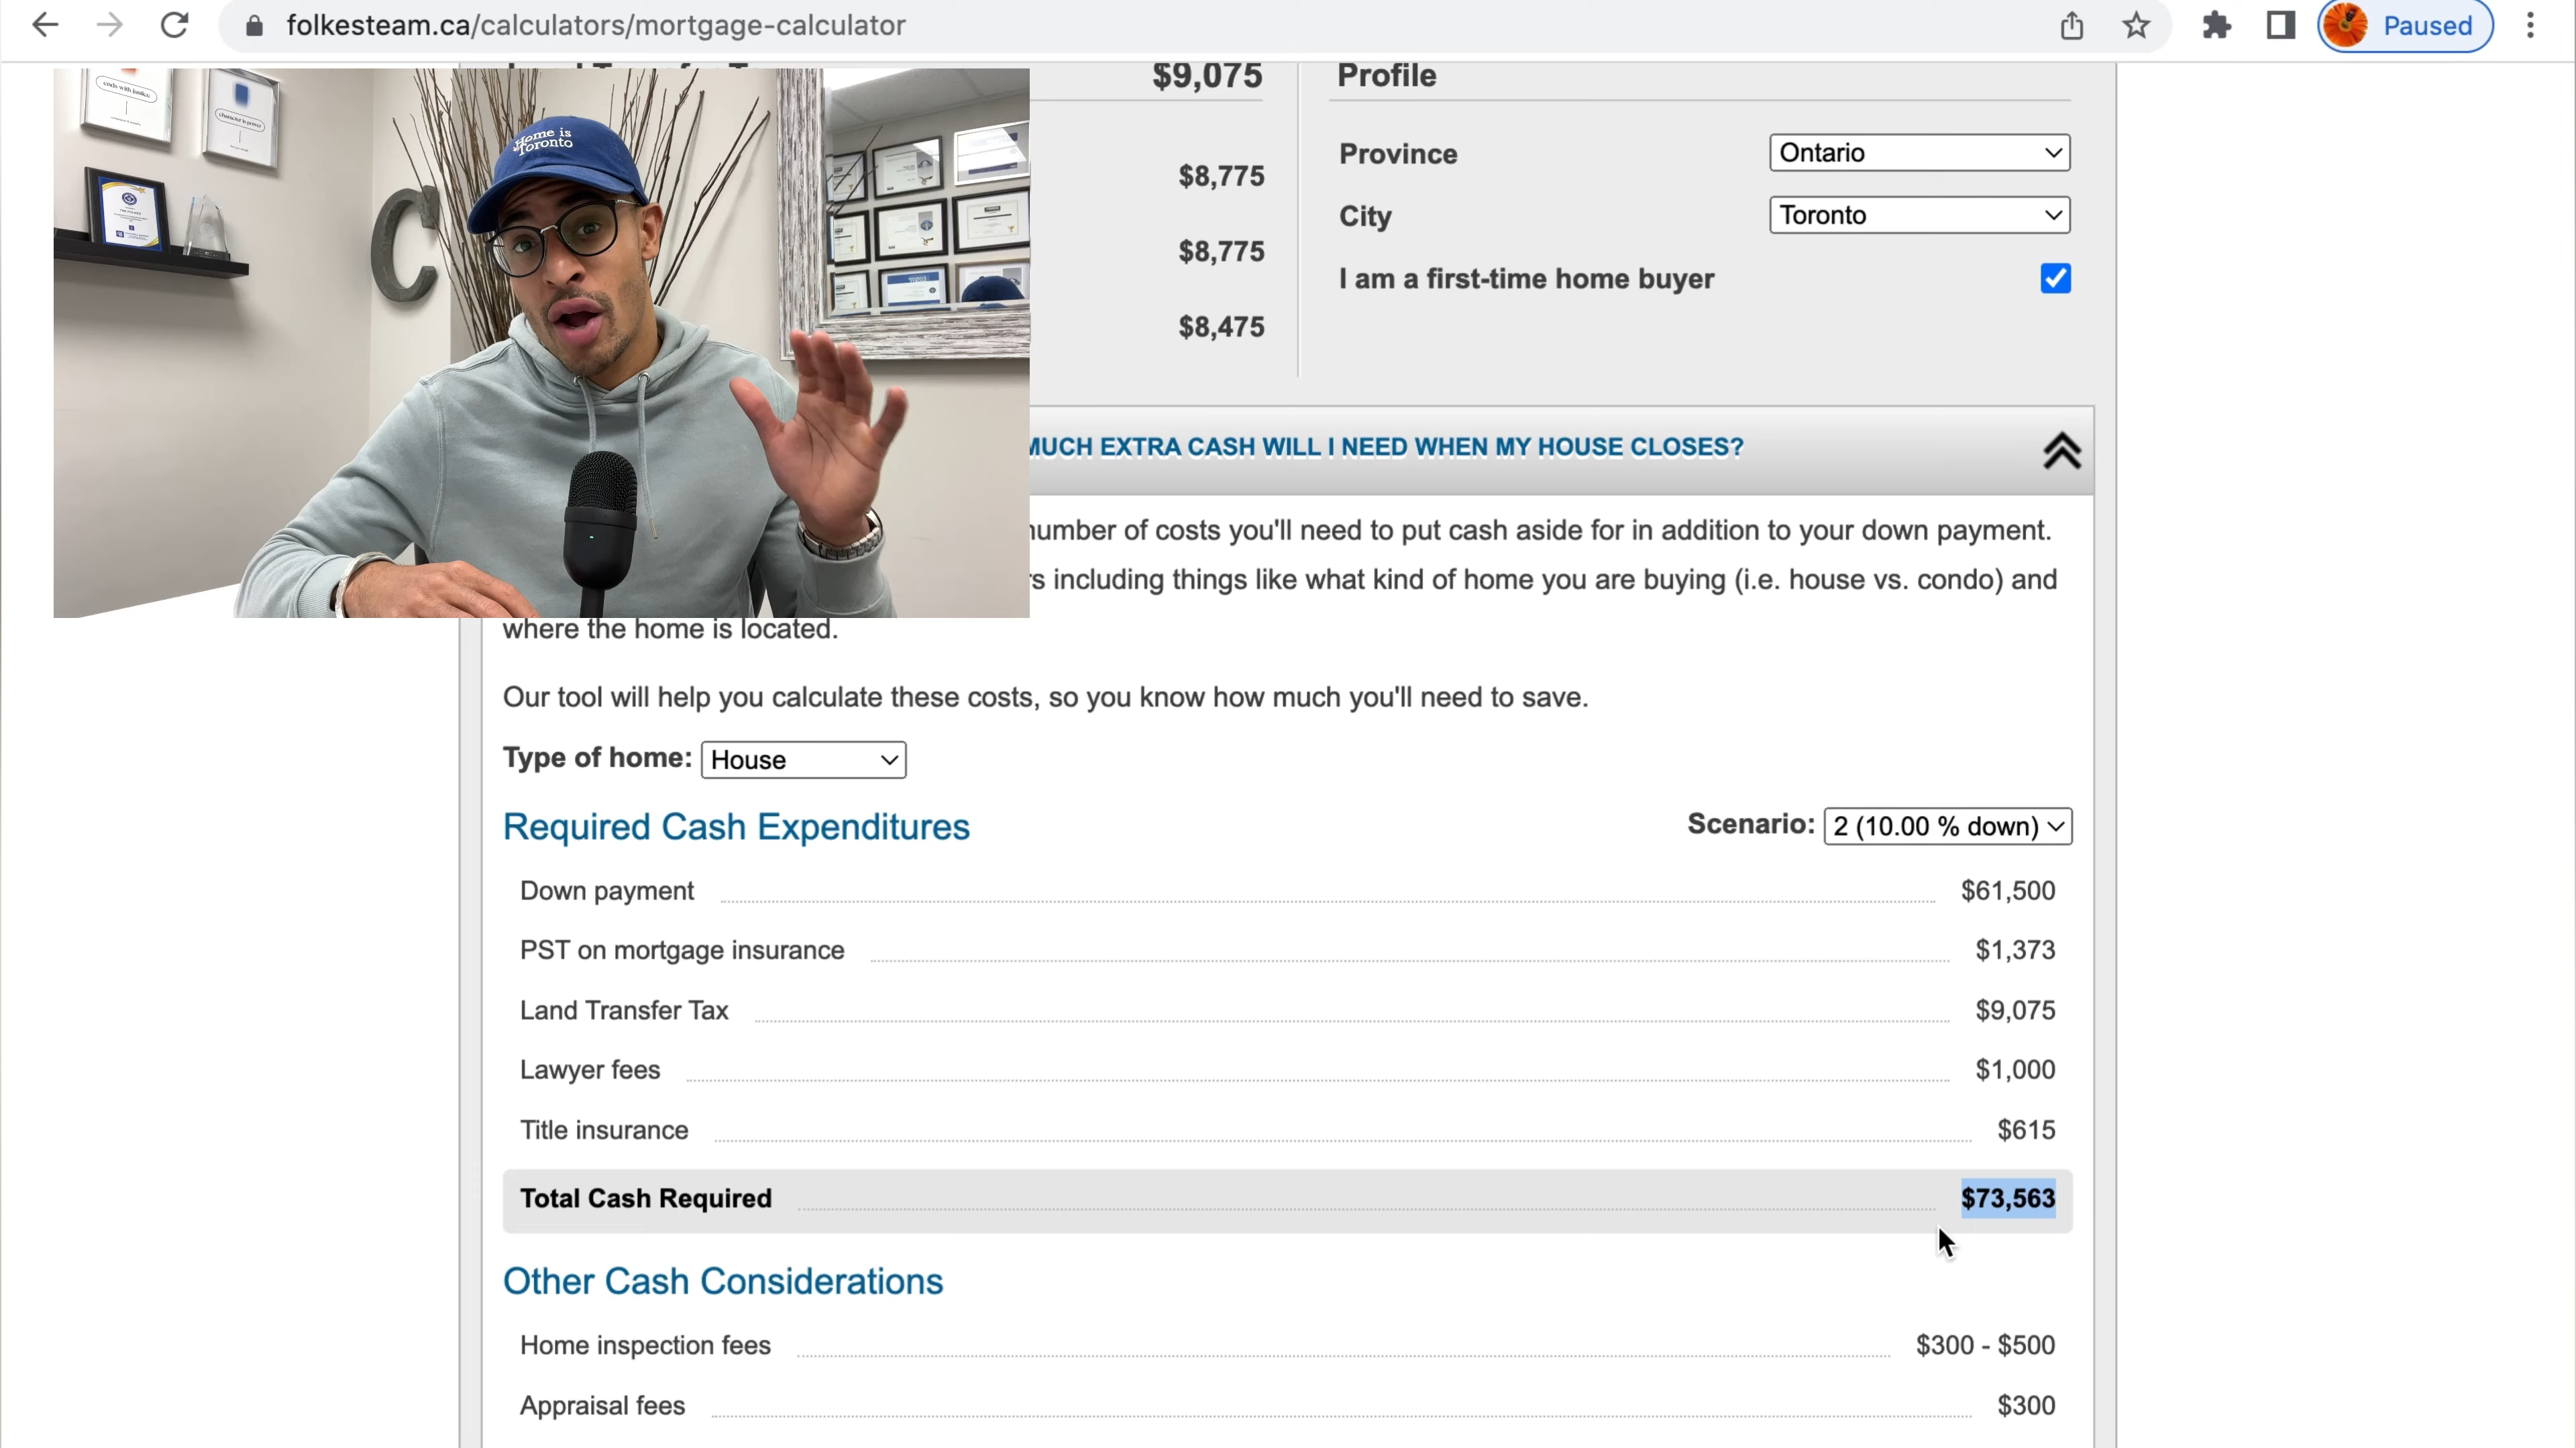 folkesteam.ca/calculators/mortgage-calculator
Paused
$9,075
Profile
Home is
Toronto
$8,775
Province
Ontario
City
Toronto
$8,775
I am a first-time home buyer
$8,475
MUCH EXTRA CASH WILL I NEED WHEN MY HOUSE CLOSES?
number of costs you'll need to put cash aside for in addition to your down payment.
including things like what kind of home you are buying (i.e. house vs. condo) and
where the home is located.
Our tool will help you calculate these costs, so you know how much you'll need to save.
Type of home: House
Required Cash Expenditures
Scenario: 2 (10.00 % down)
Down payment $61,500
PST on mortgage insurance $1,373
Land Transfer Tax $9,075
Lawyer fees $1,000
Title insurance $615
Total Cash Required $73,563
Other Cash Considerations
Home inspection fees $300 - $500
Appraisal fees $300